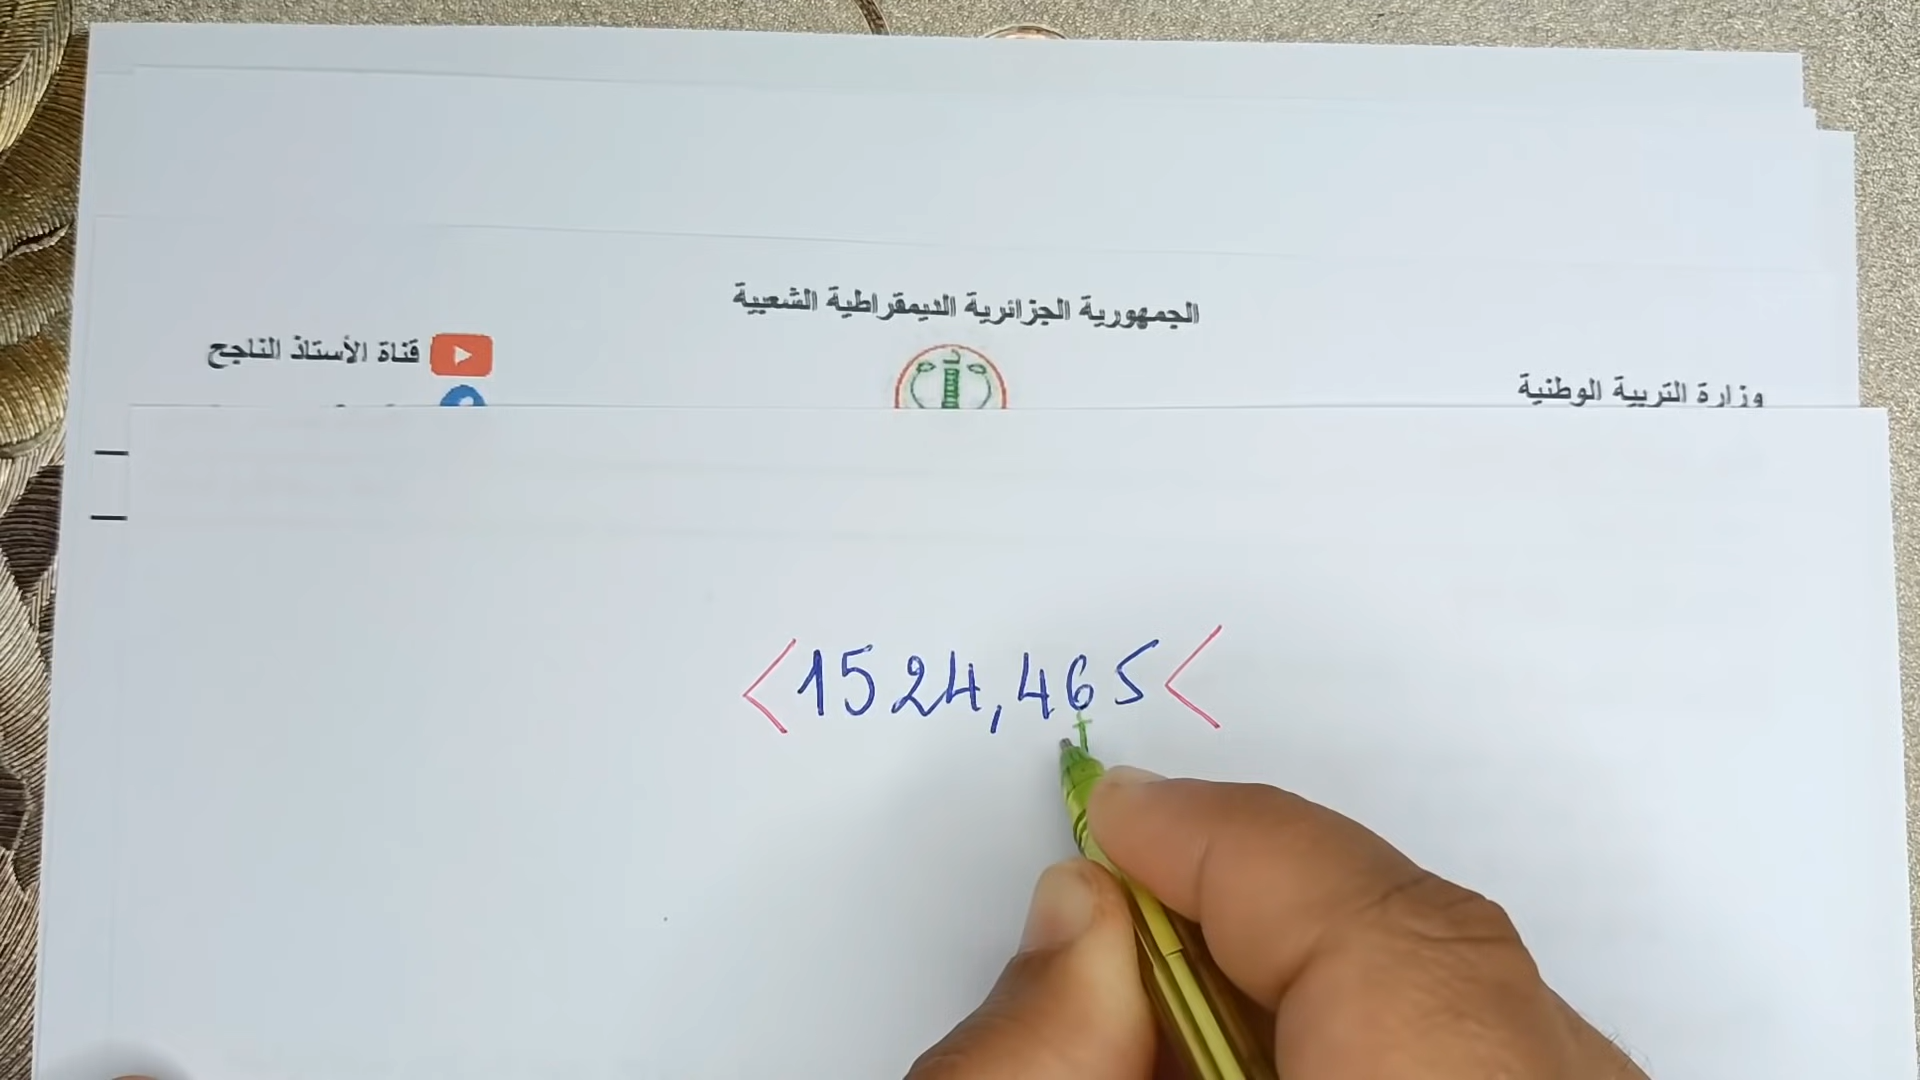 الجمهورية الجزائرية الديمقراطية الشعبية
قناة الأستاذ الناجح
وزارة التربية الوطنية
< 1524,465 <